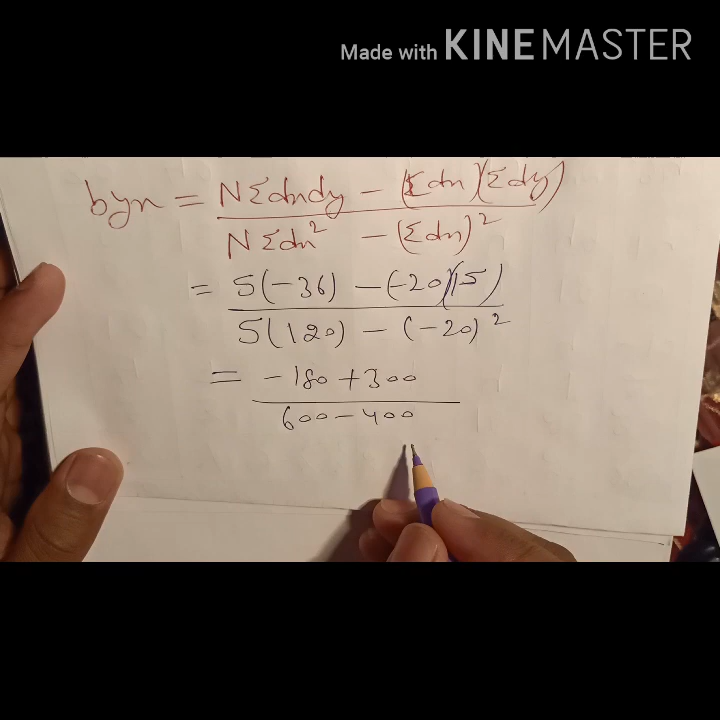 Made with KINEMASTER
byx = NΣdxdy - (Σdx)(Σdy) / NΣdx² - (Σdx)²
= 5(-36) - (-20)(15) / 5(120) - (-20)²
= -180 + 300 / 600 - 400